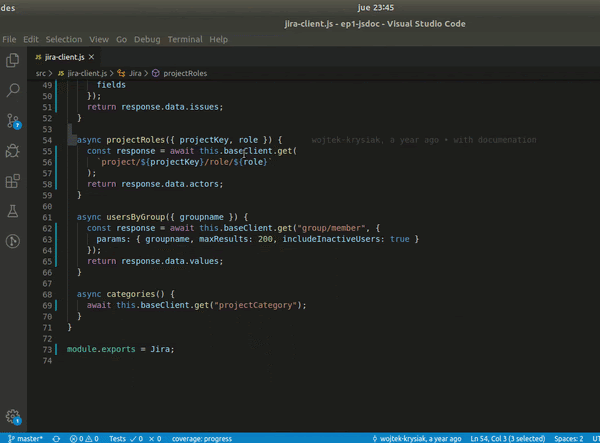 des
jue 23:45
jira-client.js - ep1-jsdoc - Visual Studio Code
File Edit Selection View Go Debug Terminal Help
JS jira-client.js ×
src > JS jira-client.js > Jira > projectRoles
49 fields
50 });
51 return response.data.issues;
52 }
53
54 async projectRoles({ projectKey, role }) { wojtek-krysiak, a year ago • with documenation
55 const response = await this.baseClient.get(
56 `project/${projectKey}/role/${role}`
57 );
58 return response.data.actors;
59 }
60
61 async usersByGroup({ groupname }) {
62 const response = await this.baseClient.get("group/member", {
63 params: { groupname, maxResults: 200, includeInactiveUsers: true }
64 });
65 return response.data.values;
66 }
67
68 async categories() {
69 await this.baseClient.get("projectCategory");
70 }
71 }
72
73 module.exports = Jira;
74
7
1
master* 0 0 Tests 0 0 coverage: progress wojtek-krysiak, a year ago Ln 54, Col 3 (3 selected) Spaces: 2 UT